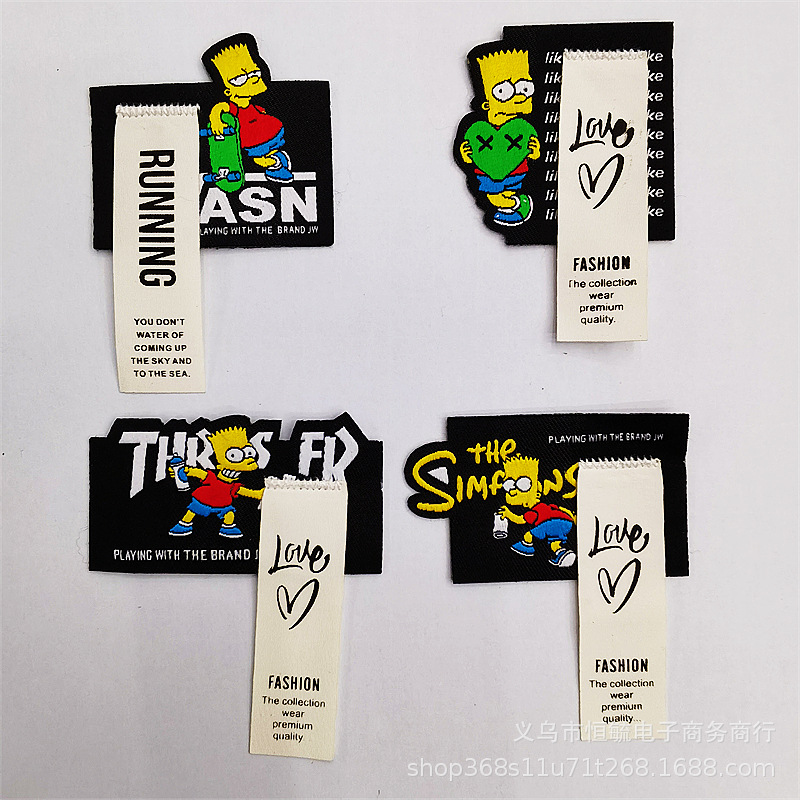 ASN
PLAYING WITH THE BRAND JW
RUNNING
YOU DON'T
WATER OF
COMING UP
THE SKY AND
TO THE SEA.
Love
FASHION
The collection
wear
premium
quality.
PLAYING WITH THE BRAND
Love
FASHION
The collection
wear
premium
quality.
THE
SIMPSONS
PLAYING WITH THE BRAND JW
Love
FASHION
The collection
wear
premium
quality...
义乌市恒毓电子商务商行
shop368s11u71t268.1688.com